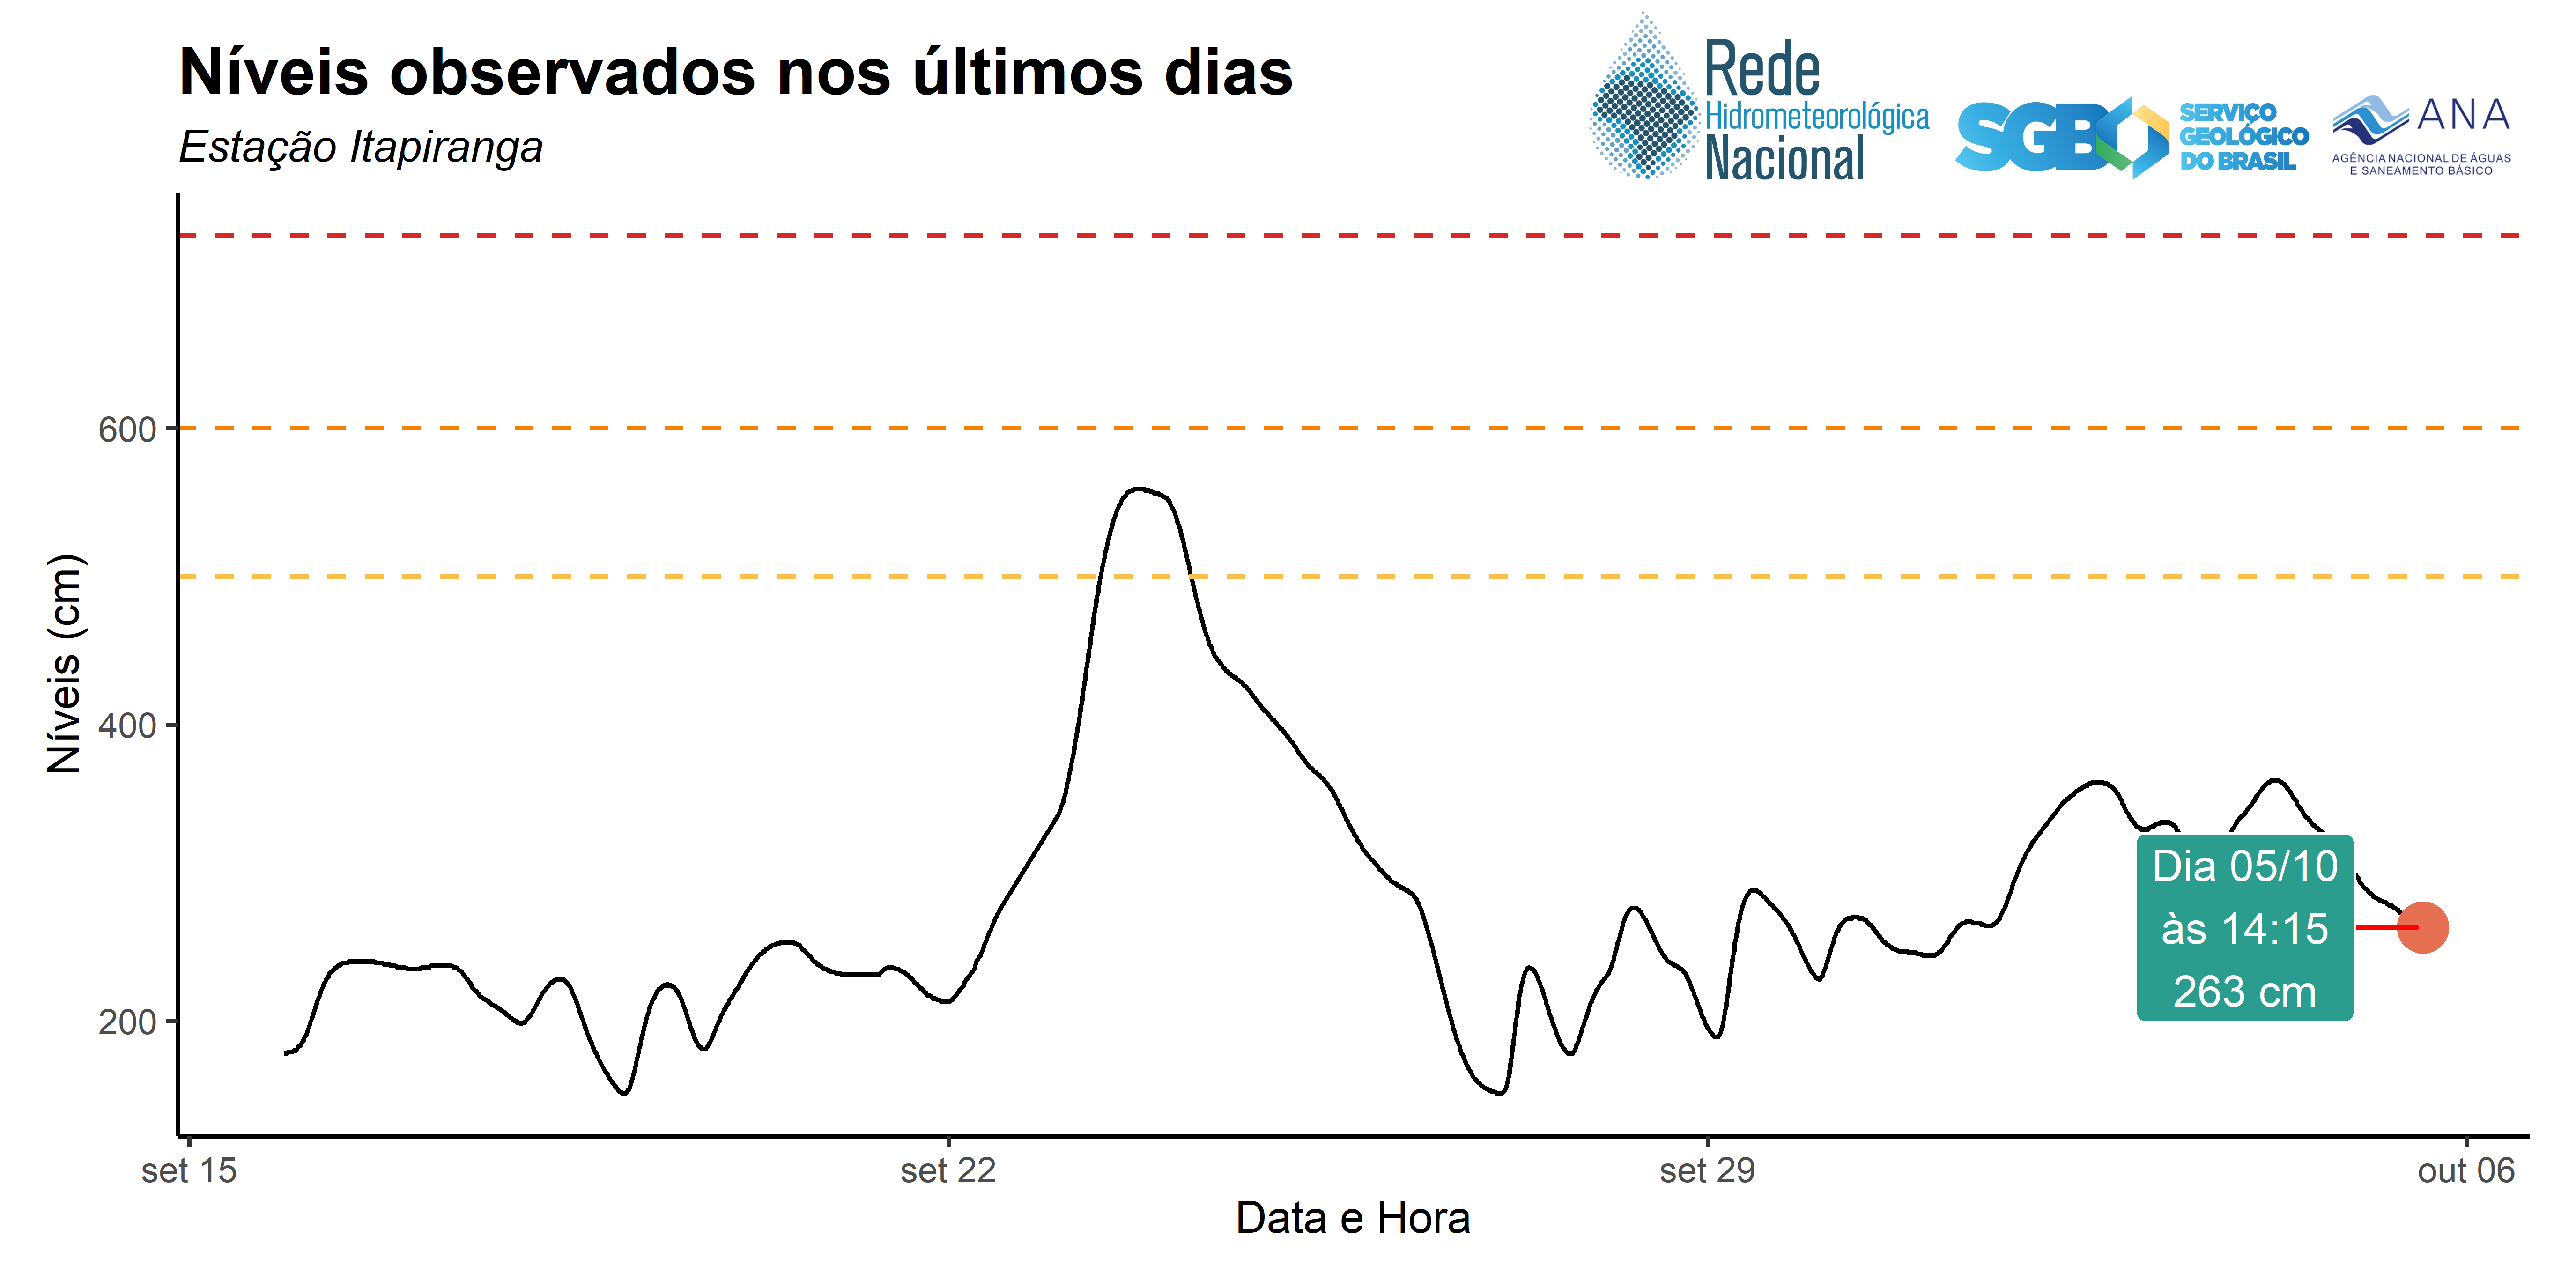 Níveis observados nos últimos dias
Estação Itapiranga
Rede
Hidrometeorológica
Nacional
SGB
SERVIÇO
GEOLÓGICO
DO BRASIL
ANA
AGÊNCIA NACIONAL DE ÁGUAS
E SANEAMENTO BÁSICO
Níveis (cm)
600
400
200
Dia 05/10
às 14:15
263 cm
set 15
set 22
set 29
out 06
Data e Hora